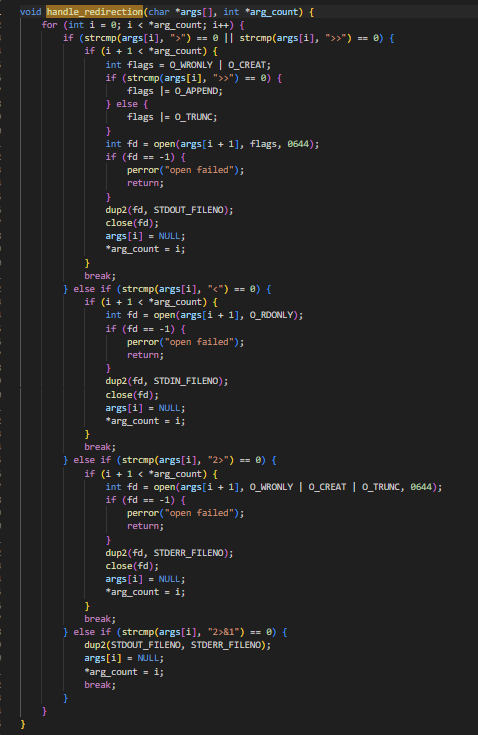 void handle_redirection(char *args[], int *arg_count) {
    for (int i = 0; i < *arg_count; i++) {
        if (strcmp(args[i], ">") == 0 || strcmp(args[i], ">>") == 0) {
            if (i + 1 < *arg_count) {
                int flags = O_WRONLY | O_CREAT;
                if (strcmp(args[i], ">>") == 0) {
                    flags |= O_APPEND;
                } else {
                    flags |= O_TRUNC;
                }
                int fd = open(args[i + 1], flags, 0644);
                if (fd == -1) {
                    perror("open failed");
                    return;
                }
                dup2(fd, STDOUT_FILENO);
                close(fd);
                args[i] = NULL;
                *arg_count = i;
            }
            break;
        } else if (strcmp(args[i], "<") == 0) {
            if (i + 1 < *arg_count) {
                int fd = open(args[i + 1], O_RDONLY);
                if (fd == -1) {
                    perror("open failed");
                    return;
                }
                dup2(fd, STDIN_FILENO);
                close(fd);
                args[i] = NULL;
                *arg_count = i;
            }
            break;
        } else if (strcmp(args[i], "2>") == 0) {
            if (i + 1 < *arg_count) {
                int fd = open(args[i + 1], O_WRONLY | O_CREAT | O_TRUNC, 0644);
                if (fd == -1) {
                    perror("open failed");
                    return;
                }
                dup2(fd, STDERR_FILENO);
                close(fd);
                args[i] = NULL;
                *arg_count = i;
            }
            break;
        } else if (strcmp(args[i], "2>&1") == 0) {
            dup2(STDOUT_FILENO, STDERR_FILENO);
            args[i] = NULL;
            *arg_count = i;
            break;
        }
    }
}